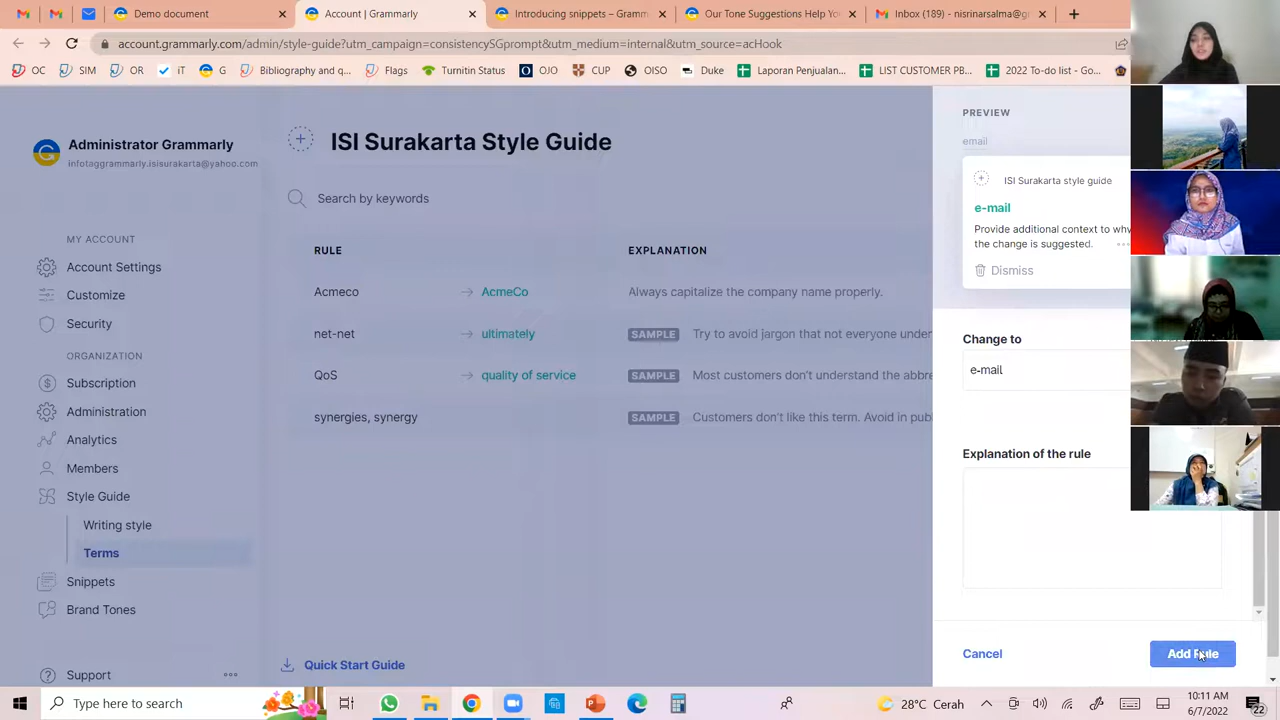 Demo document
Account | Grammarly
Introducing snippets – Gramm
Our Tone Suggestions Help Yo
Inbox (189) - nisrinarsalma@gr
account.grammarly.com/admin/style-guide?utm_campaign=consistencySGprompt&utm_medium=internal&utm_source=acHook
OC
SIM
OR
iT
G
Bibliography and q...
Flags
Turnitin Status
OJO
CUP
OISO
Duke
Laporan Penjualan...
LIST CUSTOMER PB...
2022 To-do list - Go...
Administrator Grammarly
infotaggrammarly.isisurakarta@yahoo.com
MY ACCOUNT
Account Settings
Customize
Security
ORGANIZATION
Subscription
Administration
Analytics
Members
Style Guide
Writing style
Terms
Snippets
Brand Tones
Support
ISI Surakarta Style Guide
Search by keywords
RULE EXPLANATION
Acmeco → AcmeCo Always capitalize the company name properly.
net-net → ultimately SAMPLE Try to avoid jargon that not everyone under
QoS → quality of service SAMPLE Most customers don't understand the abbre
synergies, synergy SAMPLE Customers don't like this term. Avoid in publ
Quick Start Guide
PREVIEW
email
ISI Surakarta style guide
e-mail
Provide additional context to why
the change is suggested.
Dismiss
Change to
e-mail
Explanation of the rule
Cancel
Add Rule
Type here to search
28°C Cerah
10:11 AM
6/7/2022
22